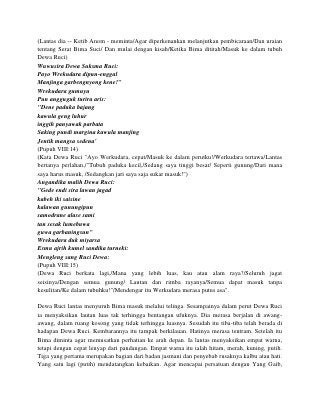 (Lantas dia --- Ketib Anom - meminta/Agar diperkenankan melanjutkan pembicaraan/Dan uraian
tentang Serat Bima Suci/ Dan mulai dengan kisah/Ketika Bima dititah/Masuk ke dalam tubuh
Dewa Ruci)
Wuwusira Dewa Suksma Ruci:
Payo Wrekudara dipun-enggal
Manjinga garbengngong kene!"
Wrekudara gumuyu
Pan angguguk turira aris:
"Dene paduka bajang
kawula geng luhur
inggih panyawak parbata
Saking pundi margina kawula manjing
Jentik mangsa sedena'
(Pupuh VIII:14)
(Kata Dewa Ruci "Ayo Werkudara, cepat/Masuk ke dalam perutku!/Werkudara tertawa/Lantas
bertanya perlahan,/"Tubuh paduka kecil,/Sedang saya tinggi besar/ Seperti gunung/Dari mana
saya harus masuk, /Sedangkan jari saya saja sukar masuk!")
Angandika malih Dewa Ruci:
"Gede endi sira lawan jagad
kabeh iki saisine
kalawan gunungipun
samodrane alase sami
tan sesak lumebuwa
guwa garbaningsun"
Wrekudara duk miyarsa
Esmu ajrih kumel sandika turneki:
Mengleng sang Ruci Dewa:
(Pupuh VIII:15)
(Dewa Ruci berkata lagi,/Mana yang lebih luas, kau atau alam raya?/Seluruh jagat
seisinya/Dengan semua gunung/ Lautan dan rimba rayanya/Semua dapat masuk tanpa
kesulitan/Ke dalam tubuhku!"/Mendengar itu Werkudara merasa putus asa".
Dewa Ruci lantas menyuruh Bima masuk melalui telinga. Sesampainya dalam perut Dewa Ruci
ia menyaksikan lautan luas tak terhingga bentangan ufuknya. Dia merasa berjalan di awang-
awang, dalam ruang kosong yang tidak terhingga luasnya. Sesudah itu tiba-tiba telah berada di
hadapan Dewa Ruci. Kumbarannya itu tampak berkilauan. Hatinya merasa tentram. Setelah itu
Bima diminta agar memusatkan perhatian ke arah depan. Ia lantas menyaksikan empat warna,
tetapi dengan cepat lenyap dari pandangan. Empat warna itu ialah hitam, merah, kuning, putih.
Tiga yang pertama merupakan bagian dari badan jasmani dan penyebab rusaknya kalbu atau hati.
Yang satu lagi (putih) mendatangkan kebaikan. Agar mencapai persatuan dengan Yang Gaib,